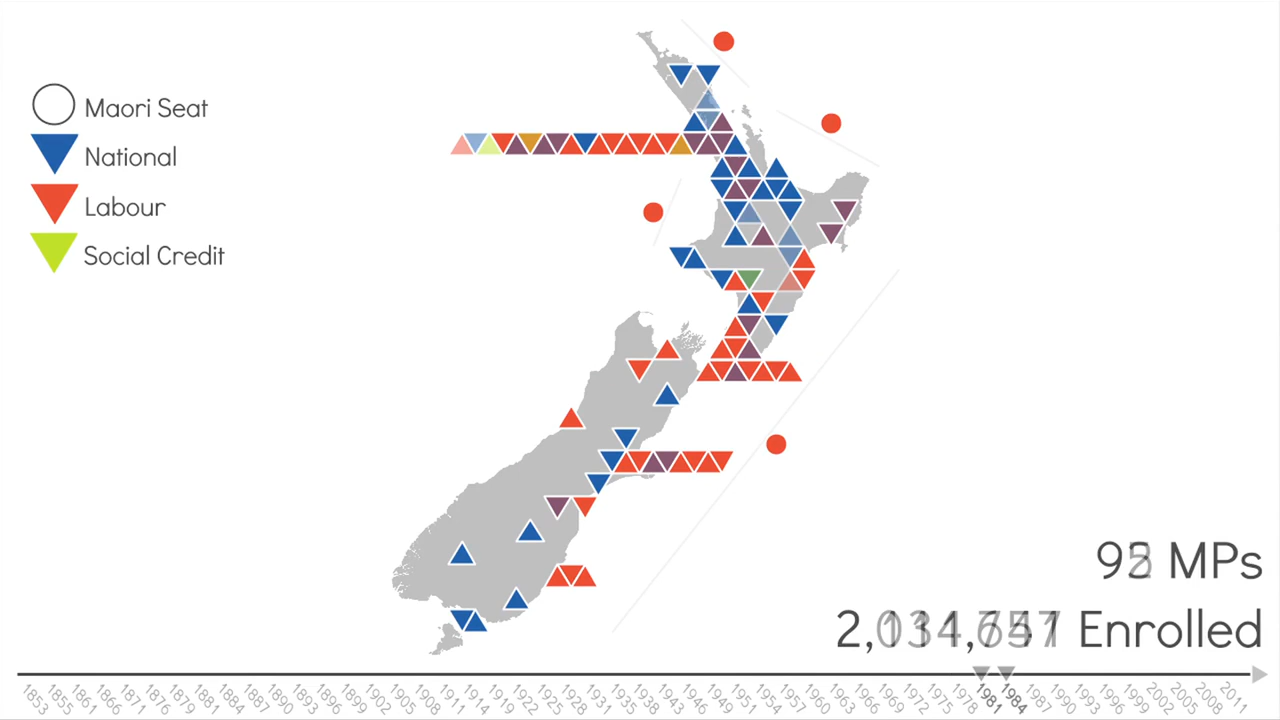 Maori Seat
National
Labour
Social Credit
MPs
Enrolled
1853 1855 1861 1866 1871 1876 1879 1881 1884 1887 1890 1893 1896 1899 1902 1905 1908 1911 1914 1919 1922 1925 1928 1931 1935 1938 1943 1946 1949 1951 1954 1957 1960 1963 1966 1969 1972 1975 1978 1981 1984 1987 1990 1993 1996 1999 2002 2005 2008 2011